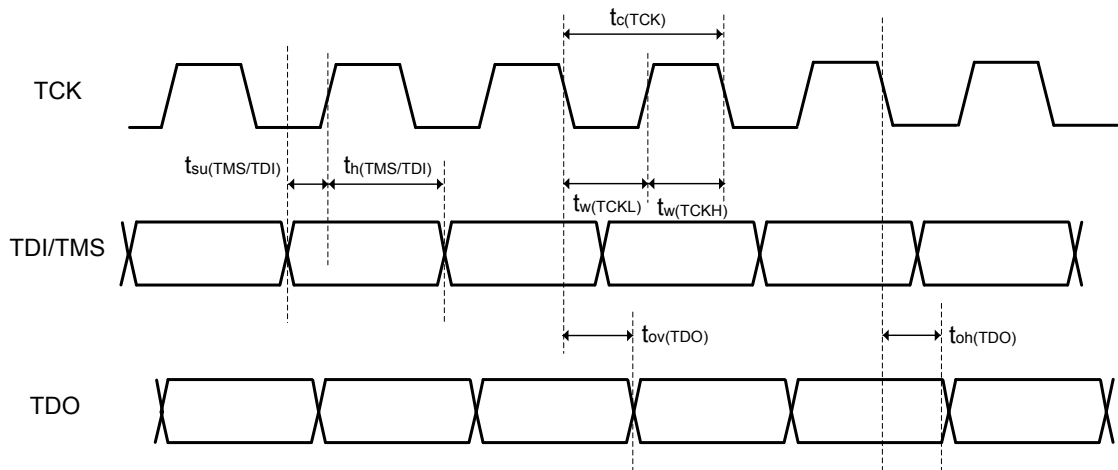 tc(TCK)
TCK
tsu(TMS/TDI)
th(TMS/TDI)
tw(TCKL)
tw(TCKH)
TDI/TMS
tov(TDO)
toh(TDO)
TDO